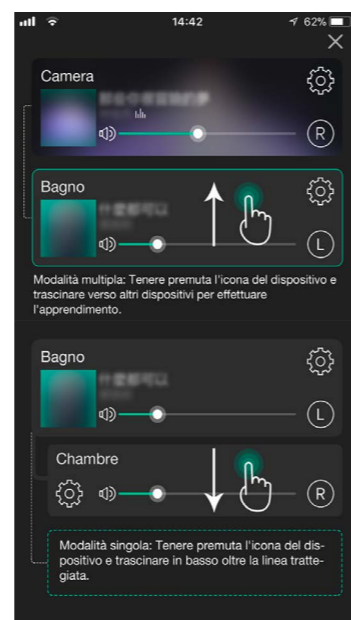 14:42
62%
Camera
R
Bagno
L
Modalità multipla: Tenere premuta l'icona del dispositivo e
trascinare verso altri dispositivi per effettuare
l'apprendimento.
Bagno
L
Chambre
R
Modalità singola: Tenere premuta l'icona del dis-
positivo e trascinare in basso oltre la linea tratte-
giata.